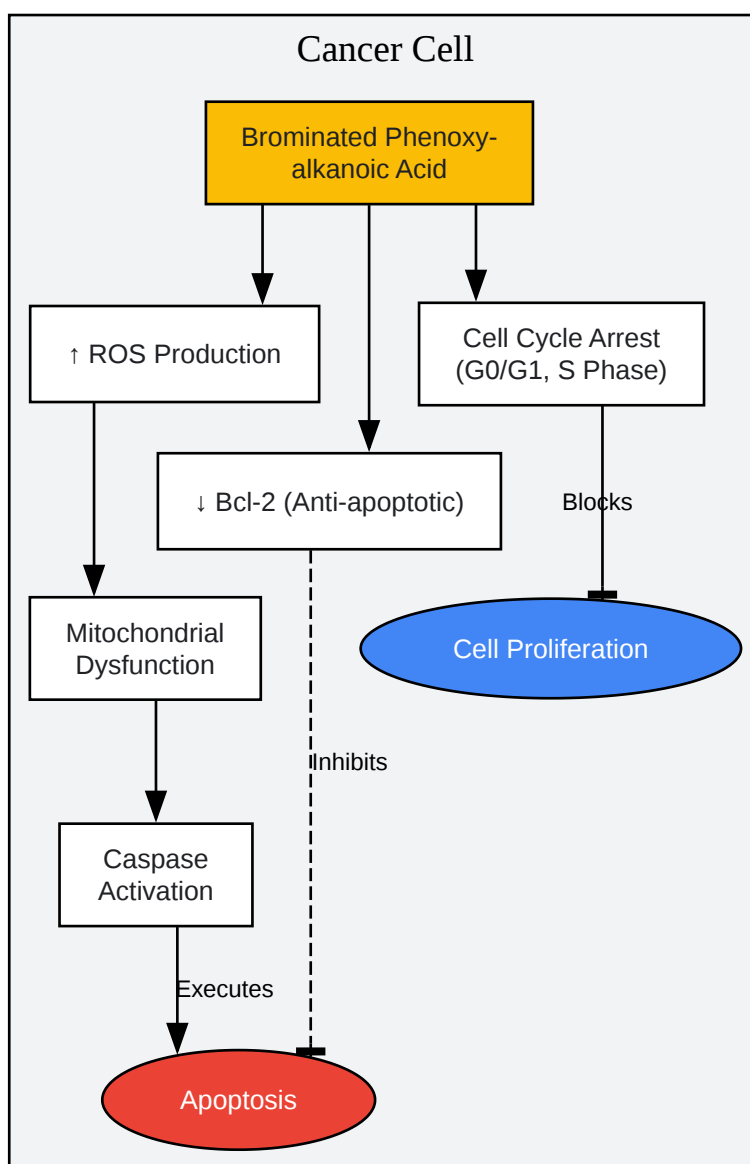 Cancer Cell
Brominated Phenoxy-
alkanoic Acid
↑ ROS Production
Cell Cycle Arrest
(G0/G1, S Phase)
↓ Bcl-2 (Anti-apoptotic)
Blocks
Mitochondrial
Dysfunction
Cell Proliferation
Inhibits
Caspase
Activation
Executes
Apoptosis